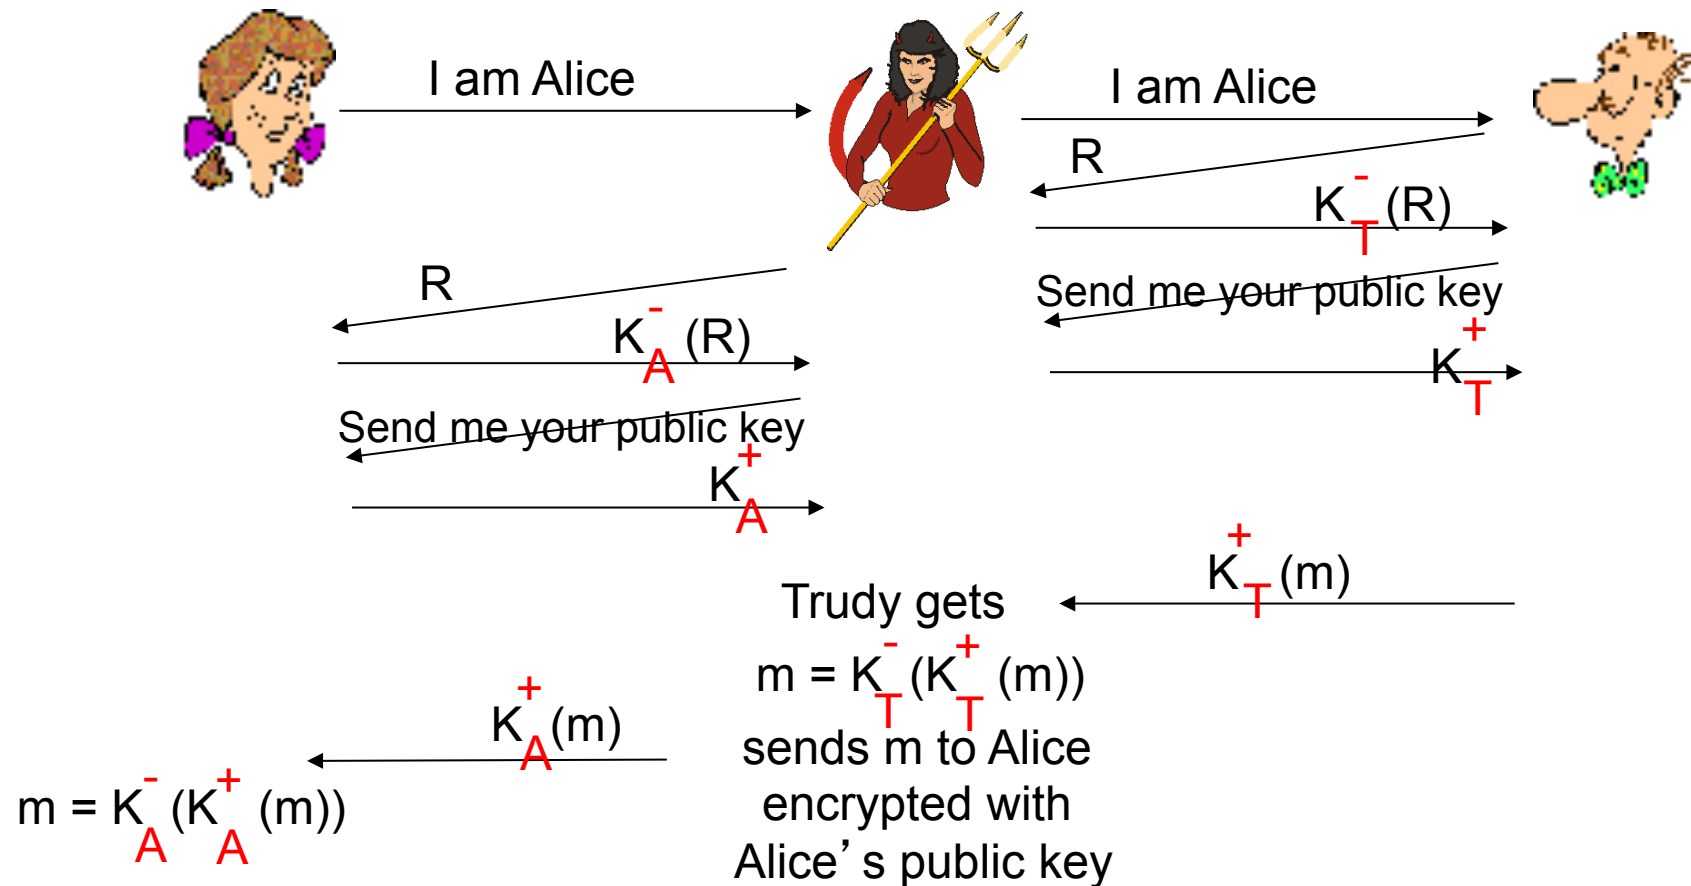 I am Alice
I am Alice
R
K⁻T(R)
R
Send me your public key
K⁻A(R)
K⁺T
Send me your public key
K⁺A
K⁺T(m)
Trudy gets
m = K⁻T(K⁺T(m))
K⁺A(m)
sends m to Alice
encrypted with
Alice’s public key
m = K⁻A(K⁺A(m))